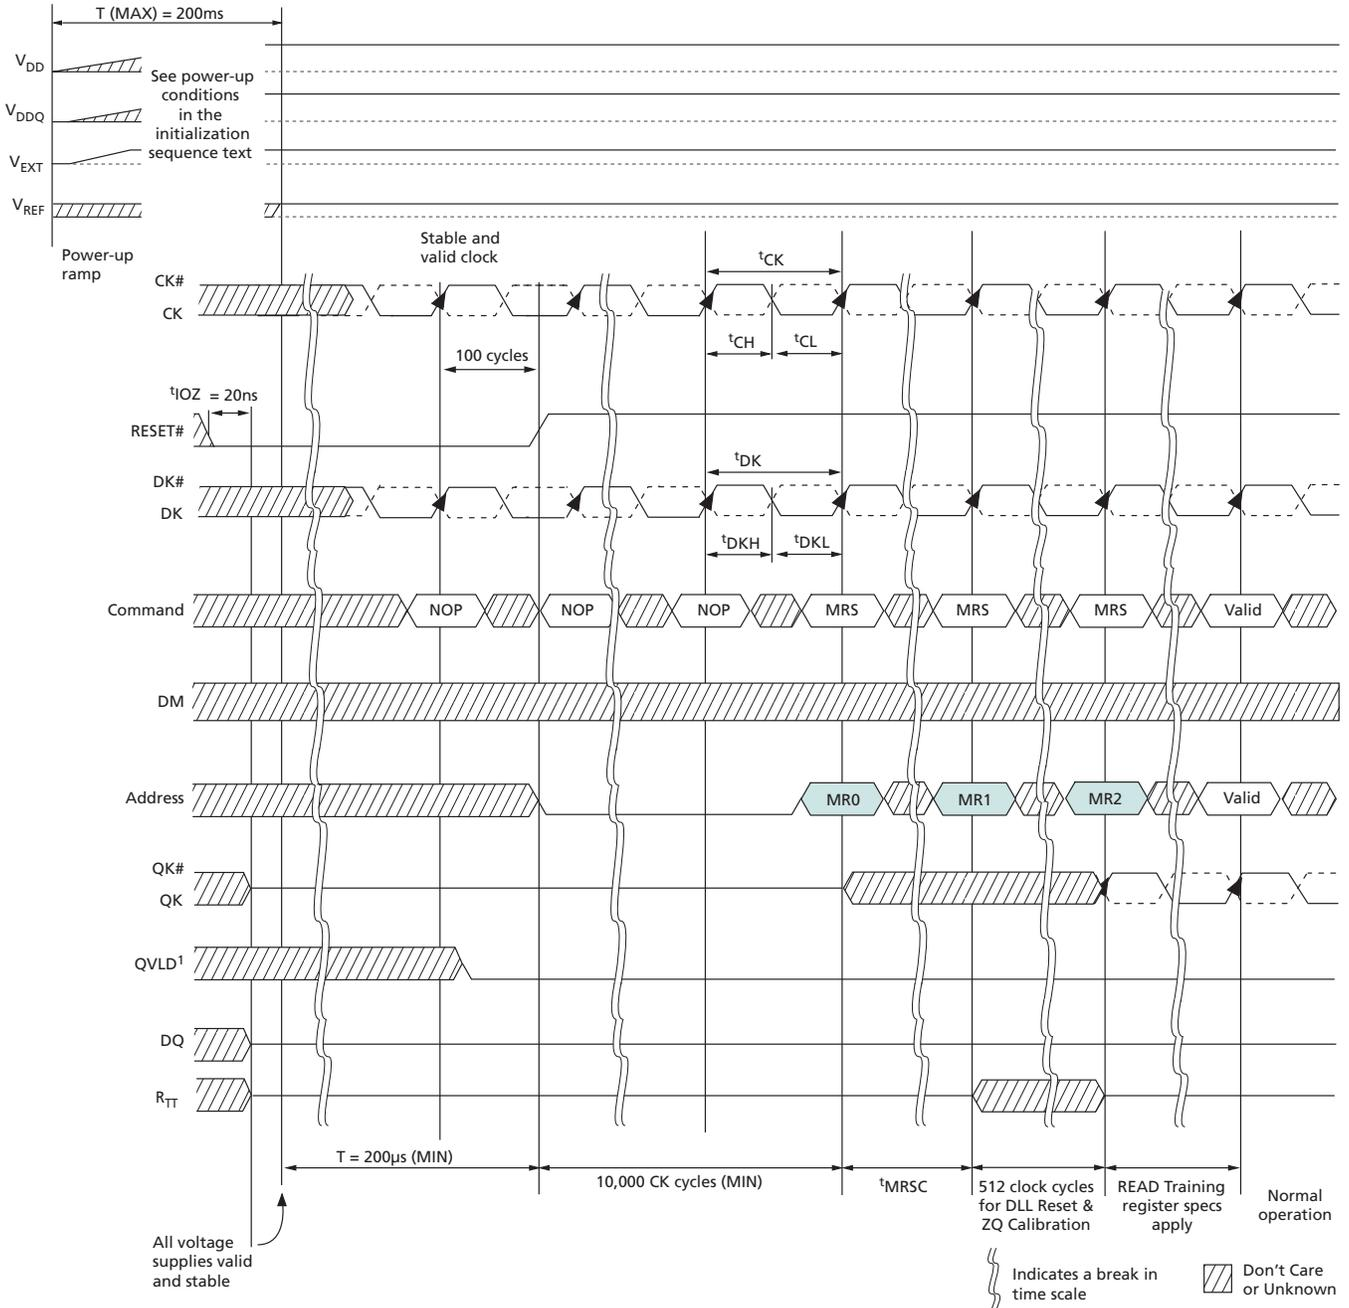 T (MAX) = 200ms
VDD
See power-up
conditions
in the
initialization
sequence text
VDDQ
VEXT
VREF
Power-up
ramp
Stable and
valid clock
tCK
CK#
CK
tCH
tCL
100 cycles
tIOZ = 20ns
RESET#
tDK
DK#
DK
tDKH
tDKL
Command
NOP
NOP
NOP
MRS
MRS
MRS
Valid
DM
Address
MR0
MR1
MR2
Valid
QK#
QK
QVLD1
DQ
RTT
T = 200μs (MIN)
10,000 CK cycles (MIN)
tMRSC
512 clock cycles
for DLL Reset &
ZQ Calibration
READ Training
register specs
apply
Normal
operation
All voltage
supplies valid
and stable
Indicates a break in
time scale
Don't Care
or Unknown